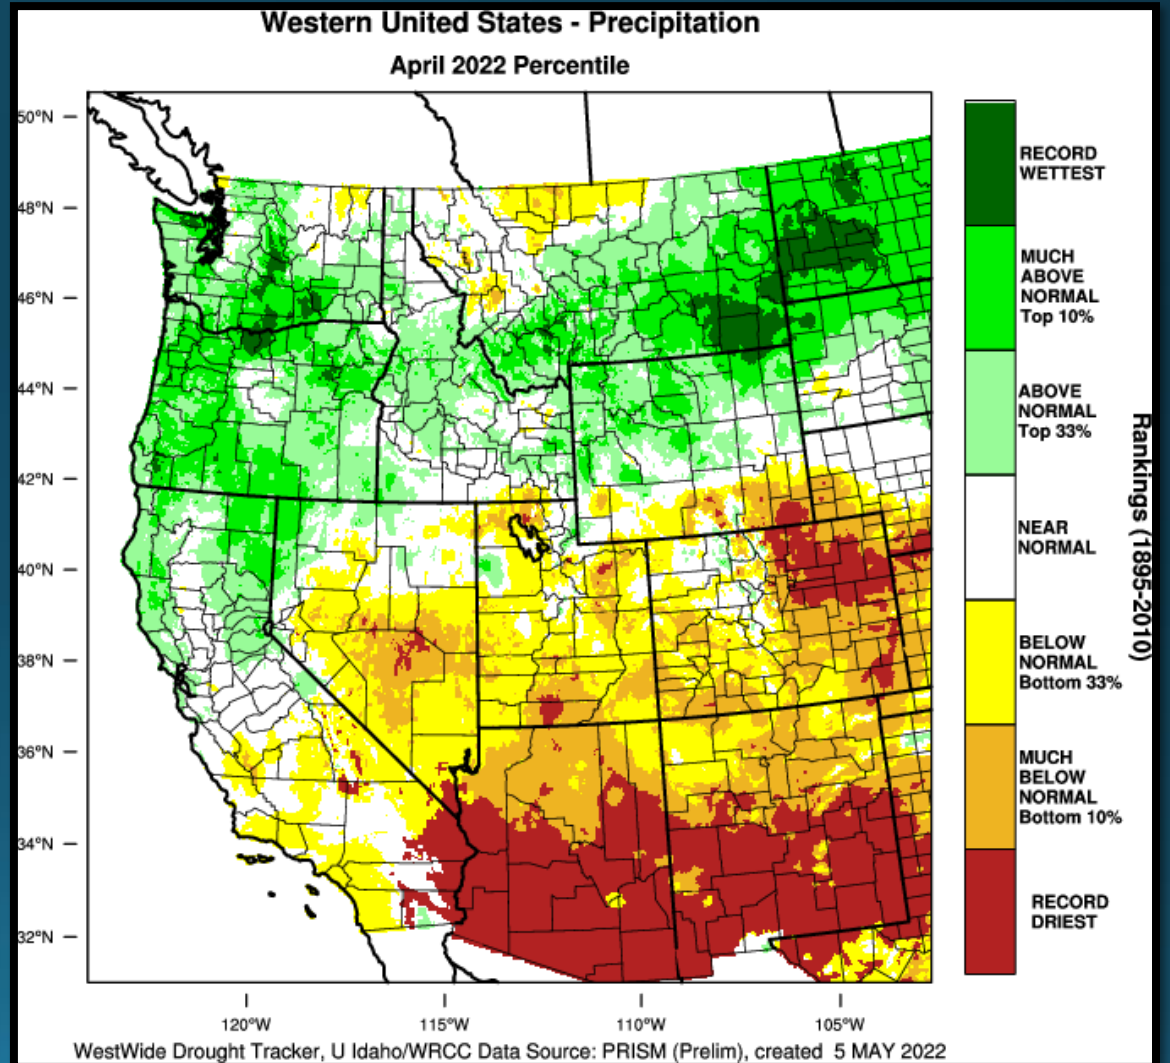 Western United States - Precipitation
April 2022 Percentile
50°N
48°N
46°N
44°N
42°N
40°N
38°N
36°N
34°N
32°N
120°W
115°W
110°W
105°W
RECORD
WETTEST
MUCH
ABOVE
NORMAL
Top 10%
ABOVE
NORMAL
Top 33%
NEAR
NORMAL
BELOW
NORMAL
Bottom 33%
MUCH
BELOW
NORMAL
Bottom 10%
RECORD
DRIEST
Rankings (1895-2010)
WestWide Drought Tracker, U Idaho/WRCC Data Source: PRISM (Prelim), created 5 MAY 2022